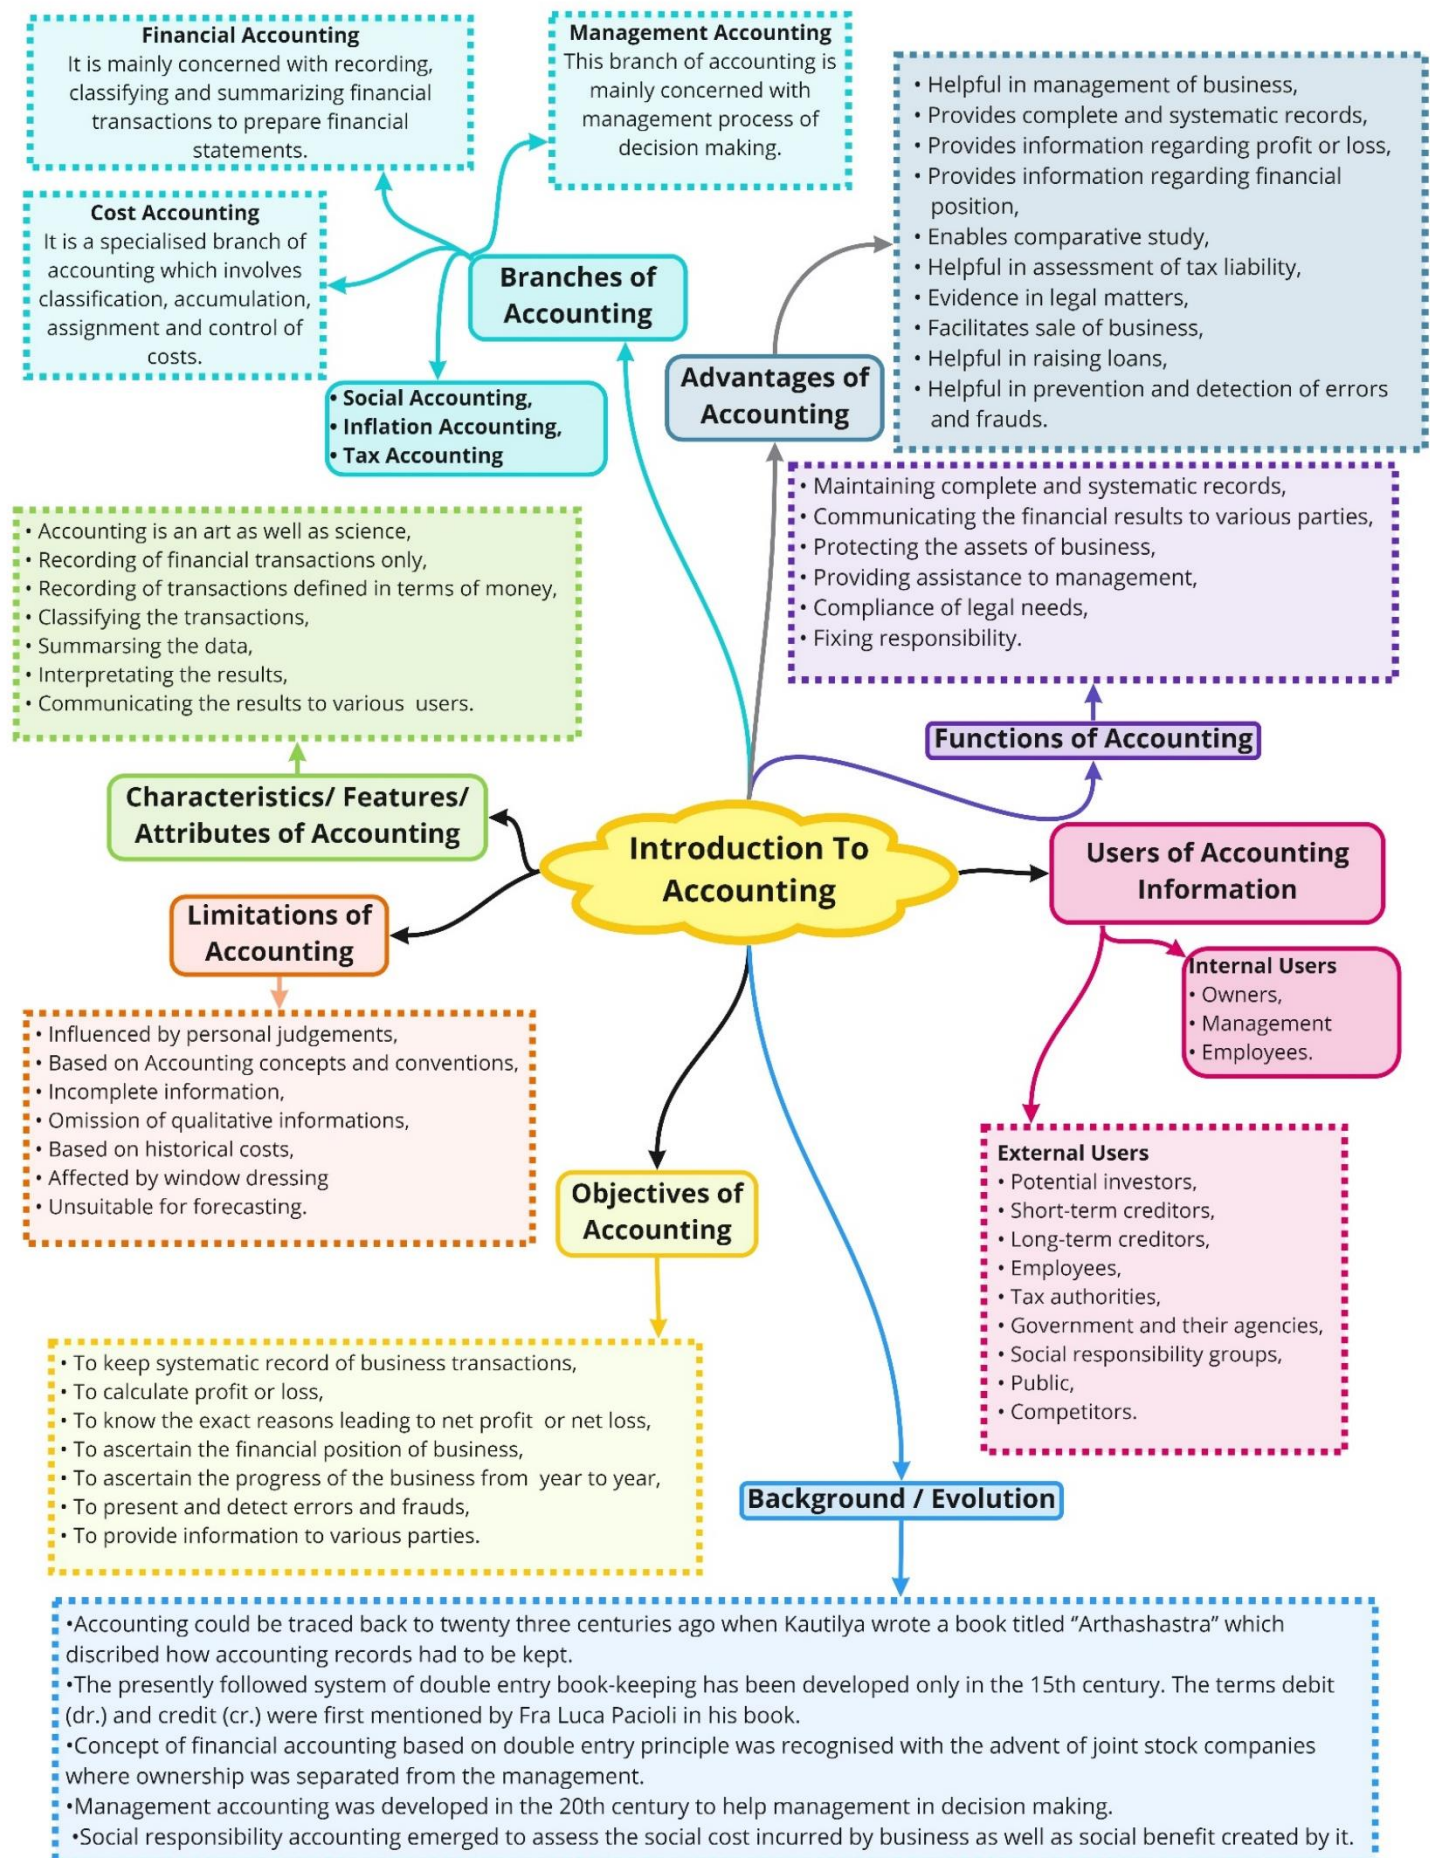 Financial Accounting
It is mainly concerned with recording,
classifying and summarizing financial
transactions to prepare financial
statements.
Management Accounting
This branch of accounting is
mainly concerned with
management process of
decision making.
• Helpful in management of business,
• Provides complete and systematic records,
• Provides information regarding profit or loss,
• Provides information regarding financial
position,
• Enables comparative study,
• Helpful in assessment of tax liability,
• Evidence in legal matters,
• Facilitates sale of business,
• Helpful in raising loans,
• Helpful in prevention and detection of errors
and frauds.
Cost Accounting
It is a specialised branch of
accounting which involves
classification, accumulation,
assignment and control of
costs.
Branches of
Accounting
Advantages of
Accounting
• Social Accounting,
• Inflation Accounting,
• Tax Accounting
• Maintaining complete and systematic records,
• Communicating the financial results to various parties,
• Protecting the assets of business,
• Providing assistance to management,
• Compliance of legal needs,
• Fixing responsibility.
• Accounting is an art as well as science,
• Recording of financial transactions only,
• Recording of transactions defined in terms of money,
• Classifying the transactions,
• Summarsing the data,
• Interpretating the results,
• Communicating the results to various users.
Functions of Accounting
Characteristics/ Features/
Attributes of Accounting
Introduction To
Accounting
Users of Accounting
Information
Limitations of
Accounting
Internal Users
• Owners,
• Management
• Employees.
• Influenced by personal judgements,
• Based on Accounting concepts and conventions,
• Incomplete information,
• Omission of qualitative informations,
• Based on historical costs,
• Affected by window dressing
• Unsuitable for forecasting.
External Users
• Potential investors,
• Short-term creditors,
• Long-term creditors,
• Employees,
• Tax authorities,
• Government and their agencies,
• Social responsibility groups,
• Public,
• Competitors.
Objectives of
Accounting
• To keep systematic record of business transactions,
• To calculate profit or loss,
• To know the exact reasons leading to net profit or net loss,
• To ascertain the financial position of business,
• To ascertain the progress of the business from year to year,
• To present and detect errors and frauds,
• To provide information to various parties.
Background / Evolution
•Accounting could be traced back to twenty three centuries ago when Kautilya wrote a book titled “Arthashastra” which
discribed how accounting records had to be kept.
•The presently followed system of double entry book-keeping has been developed only in the 15th century. The terms debit
(dr.) and credit (cr.) were first mentioned by Fra Luca Pacioli in his book.
•Concept of financial accounting based on double entry principle was recognised with the advent of joint stock companies
where ownership was separated from the management.
•Management accounting was developed in the 20th century to help management in decision making.
•Social responsibility accounting emerged to assess the social cost incurred by business as well as social benefit created by it.